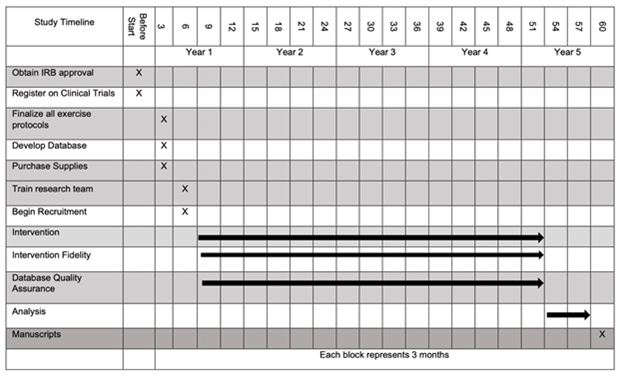 Study Timeline Before Start 3 6 9 12 15 18 21 24 27 30 33 36 39 42 45 48 51 54 57 60
Year 1 Year 2 Year 3 Year 4 Year 5
Obtain IRB approval X
Register on Clinical Trials X
Finalize all exercise
protocols X
Develop Database X
Purchase Supplies X
Train research team X
Begin Recruitment X
Intervention
Intervention Fidelity
Database Quality
Assurance
Analysis
Manuscripts X
Each block represents 3 months